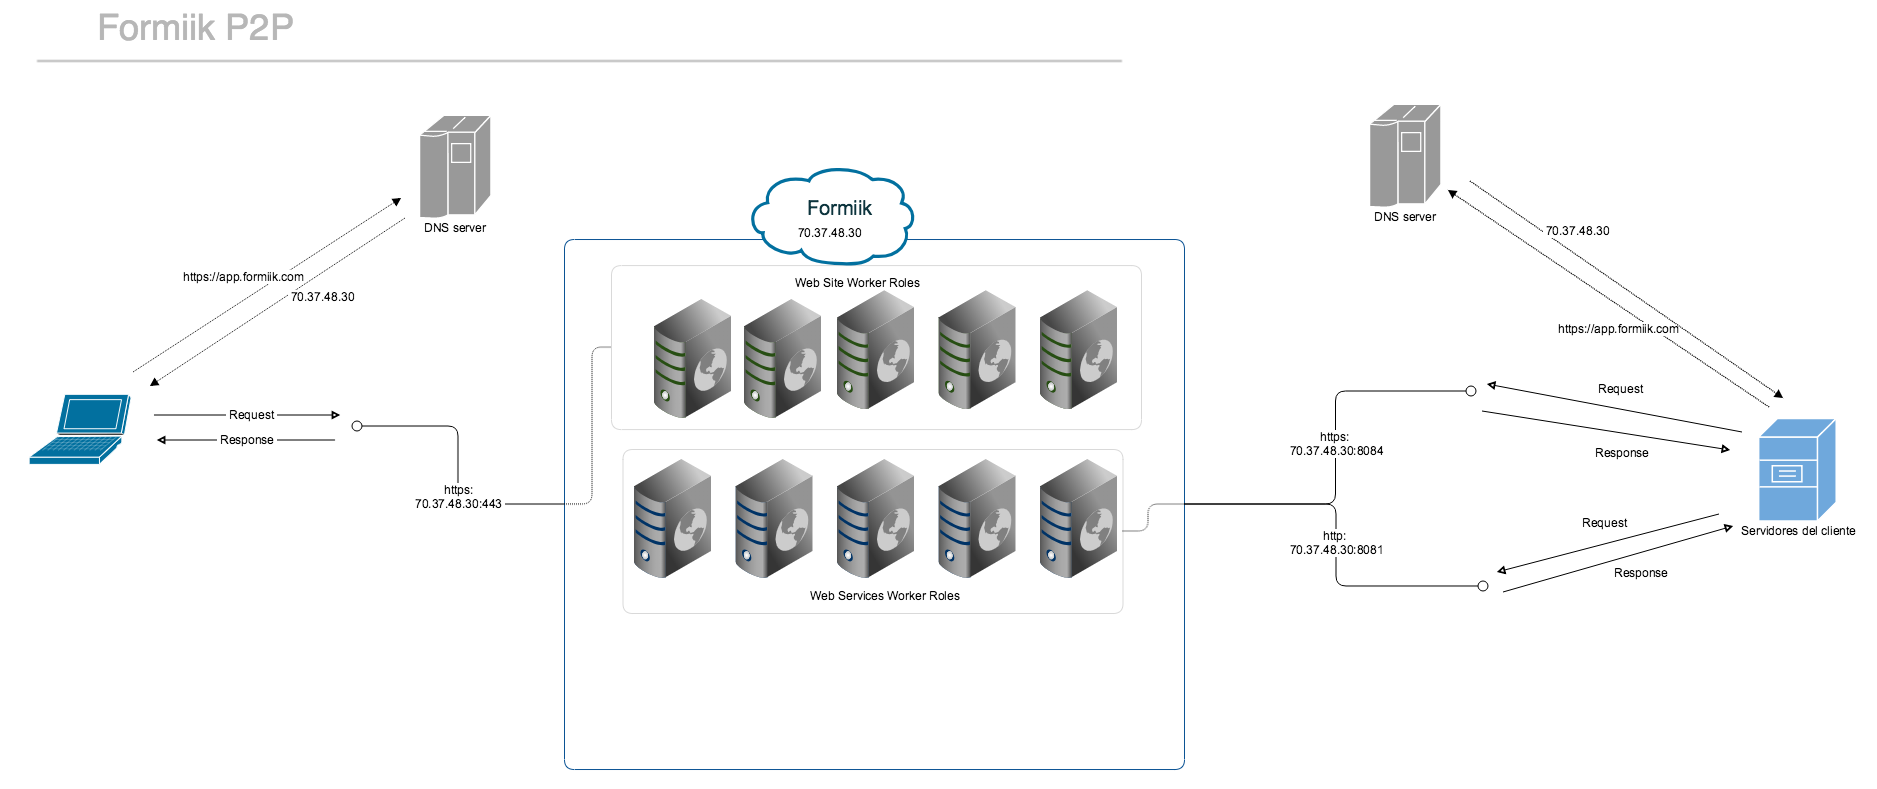 Formiik P2P
DNS server
https://app.formiik.com
70.37.48.30
Request
Response
https:
70.37.48.30:443
Formiik
70.37.48.30
Web Site Worker Roles
Web Services Worker Roles
DNS server
70.37.48.30
https://app.formiik.com
Request
https:
70.37.48.30:8084
Response
Request
http:
70.37.48.30:8081
Response
Servidores del cliente